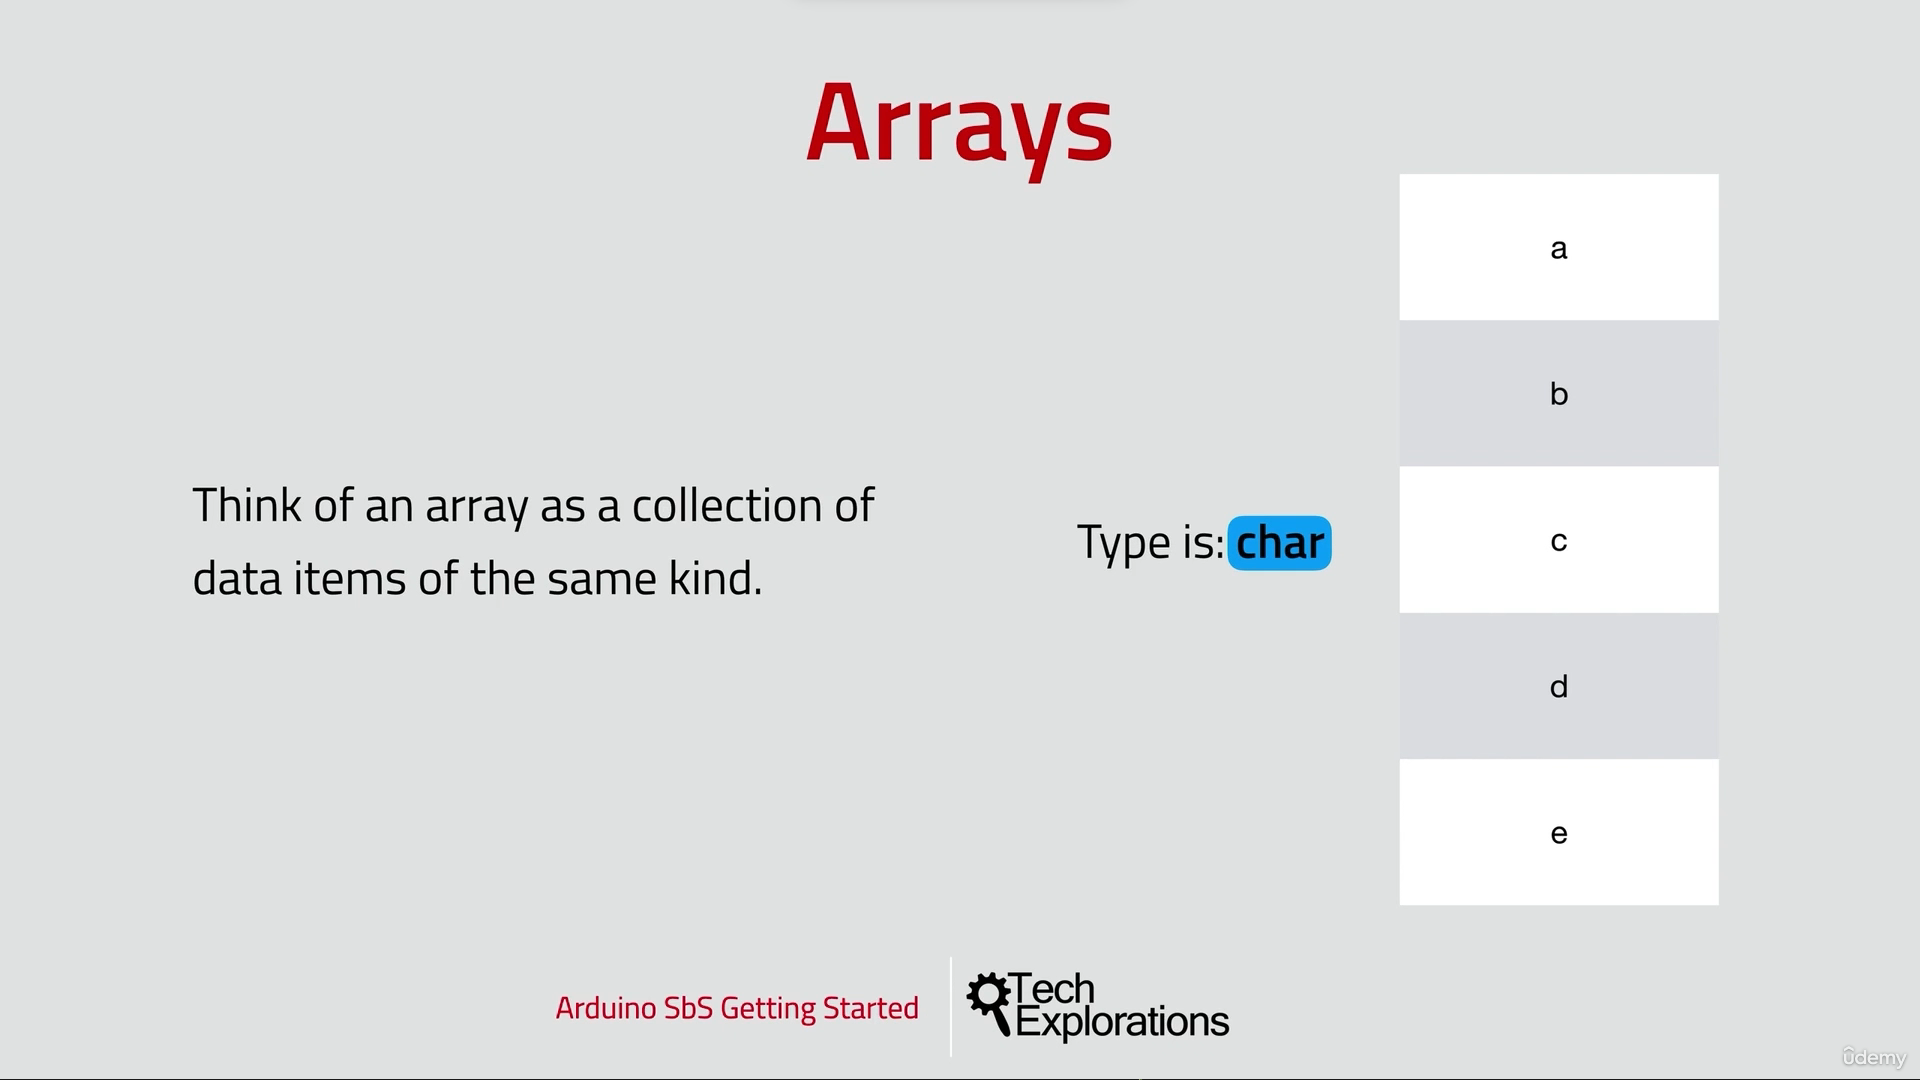 Arrays
Think of an array as a collection of
data items of the same kind.
Type is: char
a
b
c
d
e
Arduino SbS Getting Started
Tech
Explorations
ûdemy